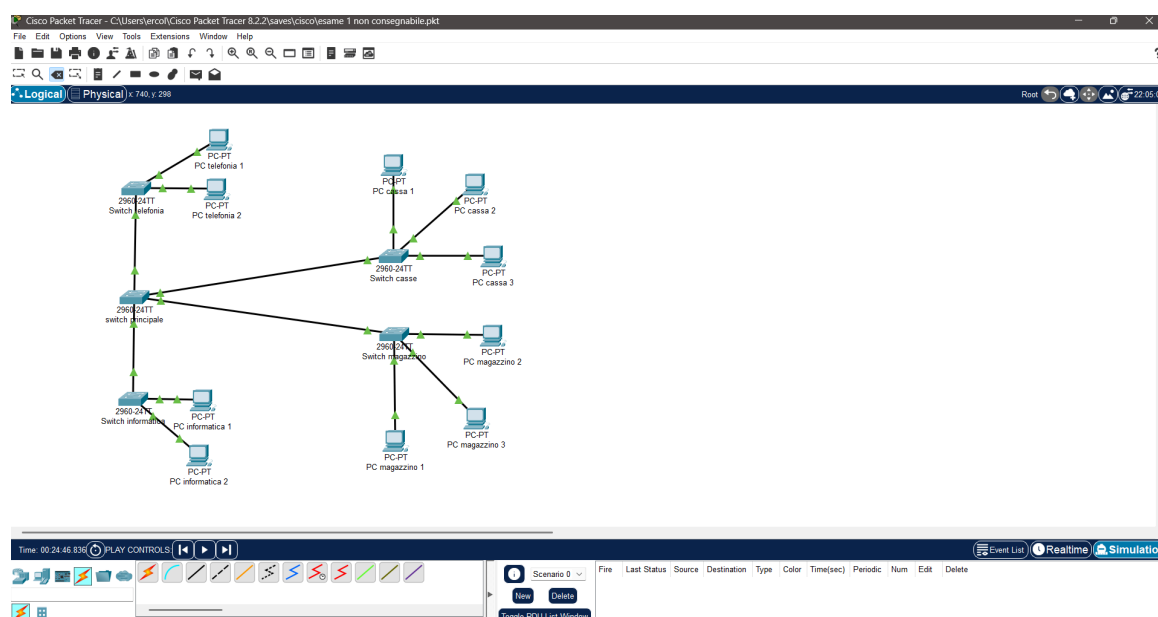 Cisco Packet Tracer - C:\Users\ercol\Cisco Packet Tracer 8.2.2\saves\cisco\esame 1 non consegnabile.pkt
File Edit Options View Tools Extensions Window Help
?
Logical Physical x: 740, y: 298 Root 22:05:0
PC-PT
PC telefonia 1
2960-24TT
Switch telefonia
PC-PT
PC telefonia 2
PC-PT
PC cassa 1
PC-PT
PC cassa 2
2960-24TT
Switch casse
PC-PT
PC cassa 3
2960-24TT
switch principale
2960-24TT
Switch magazzino
PC-PT
PC magazzino 2
2960-24TT
Switch informatica
PC-PT
PC informatica 1
PC-PT
PC magazzino 3
PC-PT
PC magazzino 1
PC-PT
PC informatica 2
Time: 00:24:46.836 PLAY CONTROLS: Event List Realtime Simulatio
Scenario 0 Fire Last Status Source Destination Type Color Time(sec) Periodic Num Edit Delete
New Delete
Toggle PDU List Window